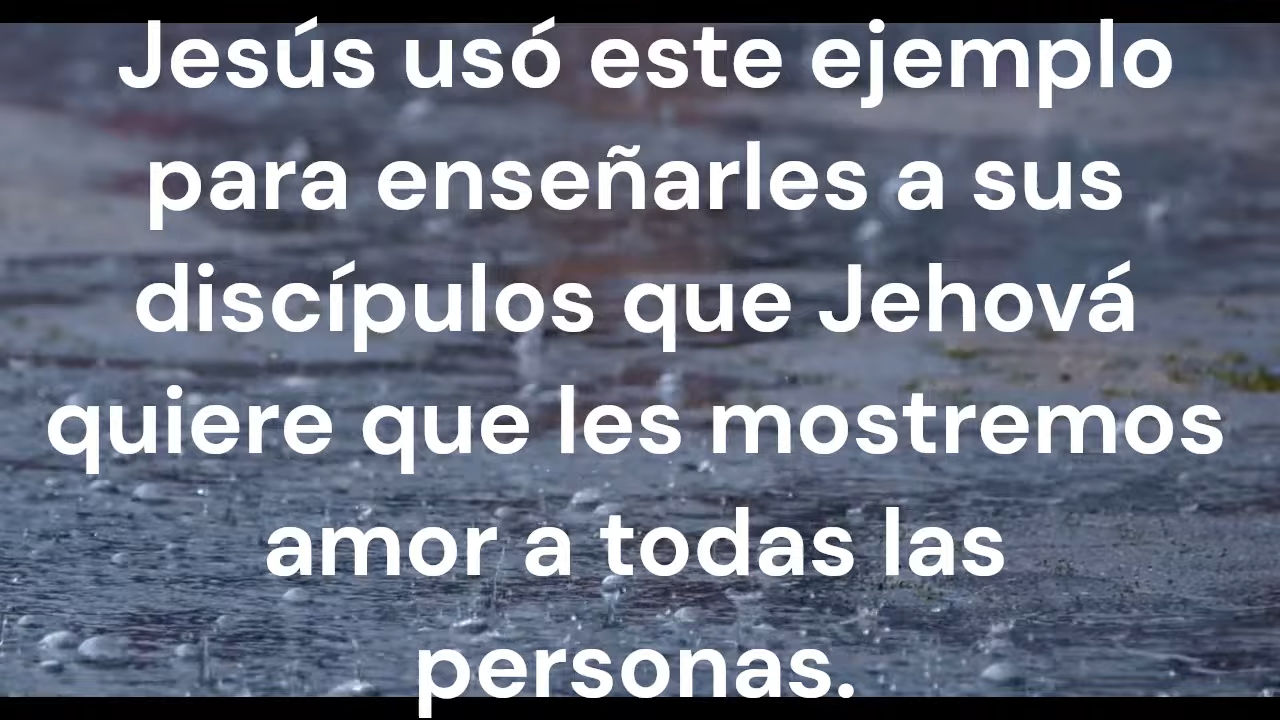 Jesús usó este ejemplo
para enseñarles a sus
discípulos que Jehová
quiere que les mostremos
amor a todas las
personas.